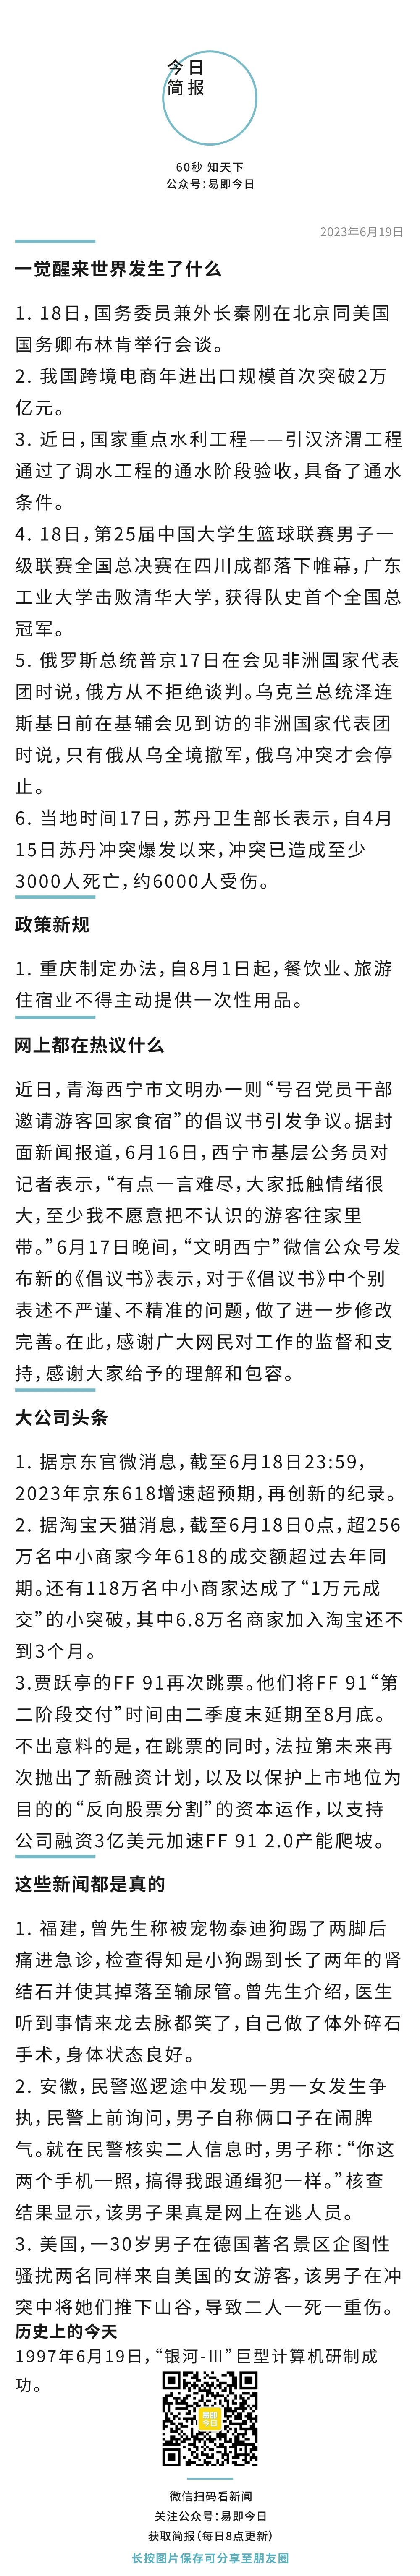 今日
简报
60秒 知天下
公众号：易即今日
2023年6月19日
一觉醒来世界发生了什么
1. 18日，国务委员兼外长秦刚在北京同美国
国务卿布林肯举行会谈。
2. 我国跨境电商年进出口规模首次突破2万
亿元。
3. 近日，国家重点水利工程——引汉济渭工程
通过了调水工程的通水阶段验收，具备了通水
条件。
4. 18日，第25届中国大学生篮球联赛男子一
级联赛全国总决赛在四川成都落下帷幕，广东
工业大学击败清华大学，获得队史首个全国总
冠军。
5. 俄罗斯总统普京17日在会见非洲国家代表
团时说，俄方从不拒绝谈判。乌克兰总统泽连
斯基日前在基辅会见到访的非洲国家代表团
时说，只有俄从乌全境撤军，俄乌冲突才会停
止。
6. 当地时间17日，苏丹卫生部长表示，自4月
15日苏丹冲突爆发以来，冲突已造成至少
3000人死亡，约6000人受伤。
政策新规
1. 重庆制定办法，自8月1日起，餐饮业、旅游
住宿业不得主动提供一次性用品。
网上都在热议什么
近日，青海西宁市文明办一则“号召党员干部
邀请游客回家食宿”的倡议书引发争议。据封
面新闻报道，6月16日，西宁市基层公务员对
记者表示，“有点一言难尽，大家抵触情绪很
大，至少我不愿意把不认识的游客往家里
带。”6月17日晚间，“文明西宁”微信公众号发
布新的《倡议书》表示，对于《倡议书》中个别
表述不严谨、不精准的问题，做了进一步修改
完善。在此，感谢广大网民对工作的监督和支
持，感谢大家给予的理解和包容。
大公司头条
1. 据京东官微消息，截至6月18日23:59，
2023年京东618增速超预期，再创新的纪录。
2. 据淘宝天猫消息，截至6月18日0点，超256
万名中小商家今年618的成交额超过去年同
期。还有118万名中小商家达成了“1万元成
交”的小突破，其中6.8万名商家加入淘宝还不
到3个月。
3.贾跃亭的FF 91再次跳票。他们将FF 91“第
二阶段交付”时间由二季度末延期至8月底。
不出意料的是，在跳票的同时，法拉第未来再
次抛出了新融资计划，以及以保护上市地位为
目的的“反向股票分割”的资本运作，以支持
公司融资3亿美元加速FF 91 2.0产能爬坡。
这些新闻都是真的
1. 福建，曾先生称被宠物泰迪狗踢了两脚后
痛进急诊，检查得知是小狗踢到长了两年的肾
结石并使其掉落至输尿管。曾先生介绍，医生
听到事情来龙去脉都笑了，自己做了体外碎石
手术，身体状态良好。
2. 安徽，民警巡逻途中发现一男一女发生争
执，民警上前询问，男子自称俩口子在闹脾
气。就在民警核实二人信息时，男子称：“你这
两个手机一照，搞得我跟通缉犯一样。”核查
结果显示，该男子果真是网上在逃人员。
3. 美国，一30岁男子在德国著名景区企图性
骚扰两名同样来自美国的女游客，该男子在冲
突中将她们推下山谷，导致二人一死一重伤。
历史上的今天
1997年6月19日，“银河-Ⅲ”巨型计算机研制成
功。
易即
今日
微信扫码看新闻
关注公众号：易即今日
获取简报（每日8点更新）
长按图片保存可分享至朋友圈